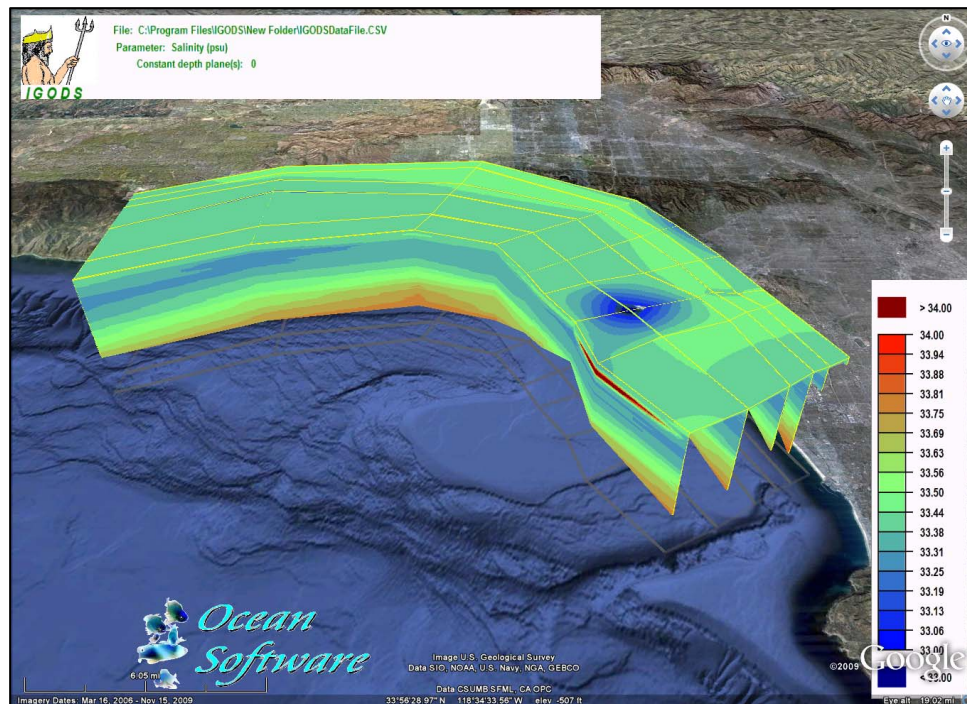 File: C:\Program Files\IGODS\New Folder\IGODSDataFile.CSV
Parameter: Salinity (psu)
Constant depth plane(s): 0
IGODS
N
> 34.00
34.00
33.94
33.88
33.81
33.75
33.69
33.63
33.56
33.50
33.44
33.38
33.31
33.25
33.19
33.13
33.06
33.00
< 33.00
Ocean
Software
6.05 mi
Image U.S. Geological Survey
Data SIO, NOAA, U.S. Navy, NGA, GEBCO
Data CSUMB SFML, CA OPC
©2009 Google
Imagery Dates: Mar 16, 2006 - Nov 15, 2009
33°56'28.97" N 118°34'33.56" W elev -507 ft
Eye alt 19.02 mi